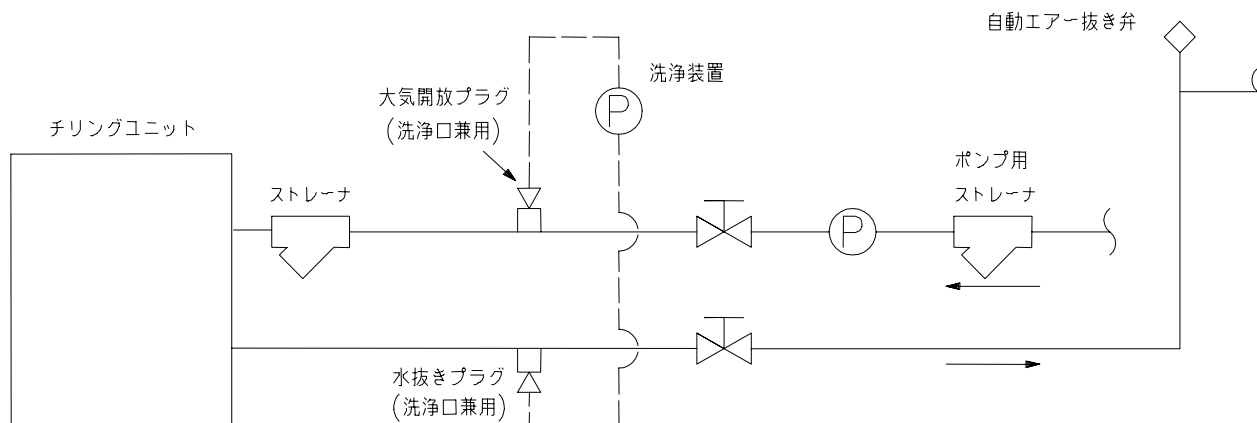 自動エアー抜き弁
洗浄装置
大気開放プラグ
(洗浄口兼用)
P
チリングユニット
ポンプ用
ストレーナ
ストレーナ
P
水抜きプラグ
(洗浄口兼用)